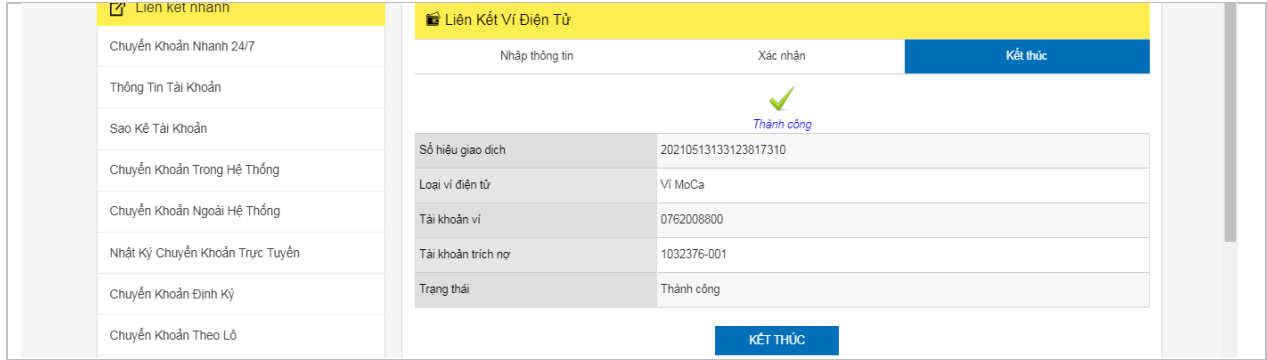 Liên kết nhanh
Chuyển Khoản Nhanh 24/7
Thông Tin Tài Khoản
Sao Kê Tài Khoản
Chuyển Khoản Trong Hệ Thống
Chuyển Khoản Ngoài Hệ Thống
Nhật Ký Chuyển Khoản Trực Tuyến
Chuyển Khoản Định Kỳ
Chuyển Khoản Theo Lô
Liên Kết Ví Điện Tử
Nhập thông tin Xác nhận Kết thúc
Thành công
Số hiệu giao dịch 20210513133123817310
Loại ví điện tử Ví MoCa
Tài khoản ví 0762008800
Tài khoản trích nợ 1032376-001
Trạng thái Thành công
KẾT THÚC